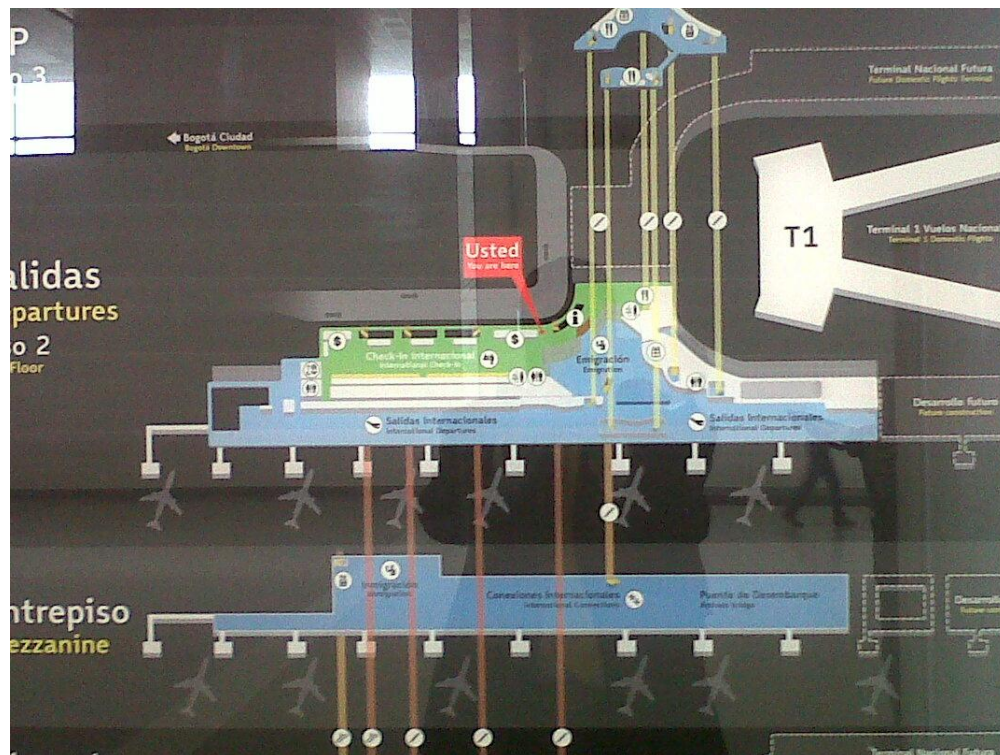 P
o 3
Terminal Nacional Futura
Future Domestic Flights Terminal
Bogotá Ciudad
Bogotá Downtown
T1
Terminal 1 Vuelos Naciona
Terminal 1 Domestic Flights
Usted
You are here
alidas
epartures
o 2
Floor
$
$
i
Check-in Internacional
International Check-in
Emigración
Emigration
Salidas Internacionales
International Departures
Salidas Internacionales
International Departures
Desarrollo futuro
Future construction
ntrepiso
ezzanine
Inmigración
Immigration
Conexiones Internacionales
International Connections
Puente de Desembarque
Desarrol
Terminal Nacional Futura